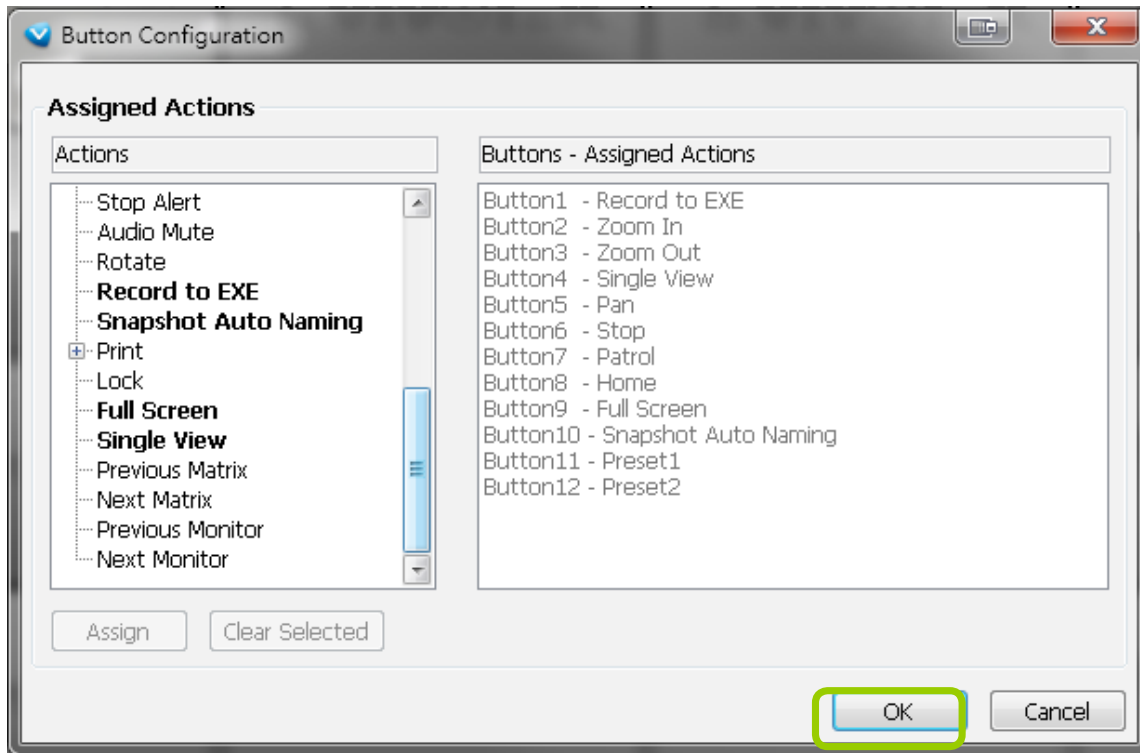 Button Configuration
Assigned Actions
Actions
Stop Alert
Audio Mute
Rotate
Record to EXE
Snapshot Auto Naming
Print
Lock
Full Screen
Single View
Previous Matrix
Next Matrix
Previous Monitor
Next Monitor
Buttons - Assigned Actions
Button1 - Record to EXE
Button2 - Zoom In
Button3 - Zoom Out
Button4 - Single View
Button5 - Pan
Button6 - Stop
Button7 - Patrol
Button8 - Home
Button9 - Full Screen
Button10 - Snapshot Auto Naming
Button11 - Preset1
Button12 - Preset2
Assign
Clear Selected
OK
Cancel